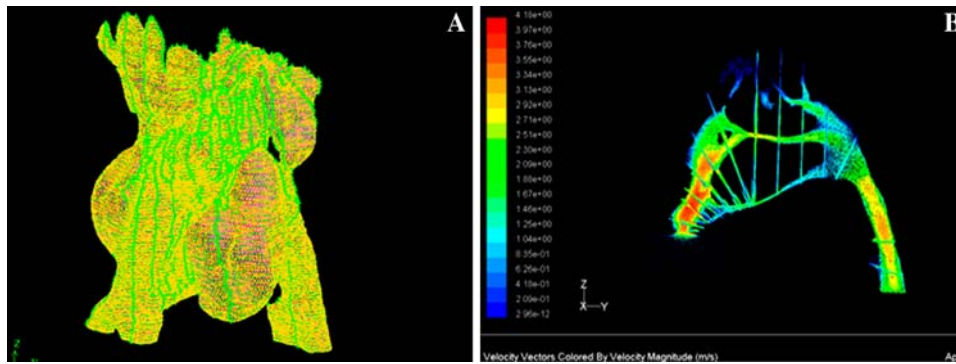 A
Z
B
4.18e+00
3.97e+00
3.76e+00
3.55e+00
3.34e+00
3.13e+00
2.92e+00
2.71e+00
2.51e+00
2.30e+00
2.09e+00
1.88e+00
1.67e+00
1.46e+00
1.25e+00
1.04e+00
8.35e-01
6.26e-01
4.18e-01
2.09e-01
2.96e-12
Z
X
Y
Velocity Vectors Colored By Velocity Magnitude (m/s)
Ap